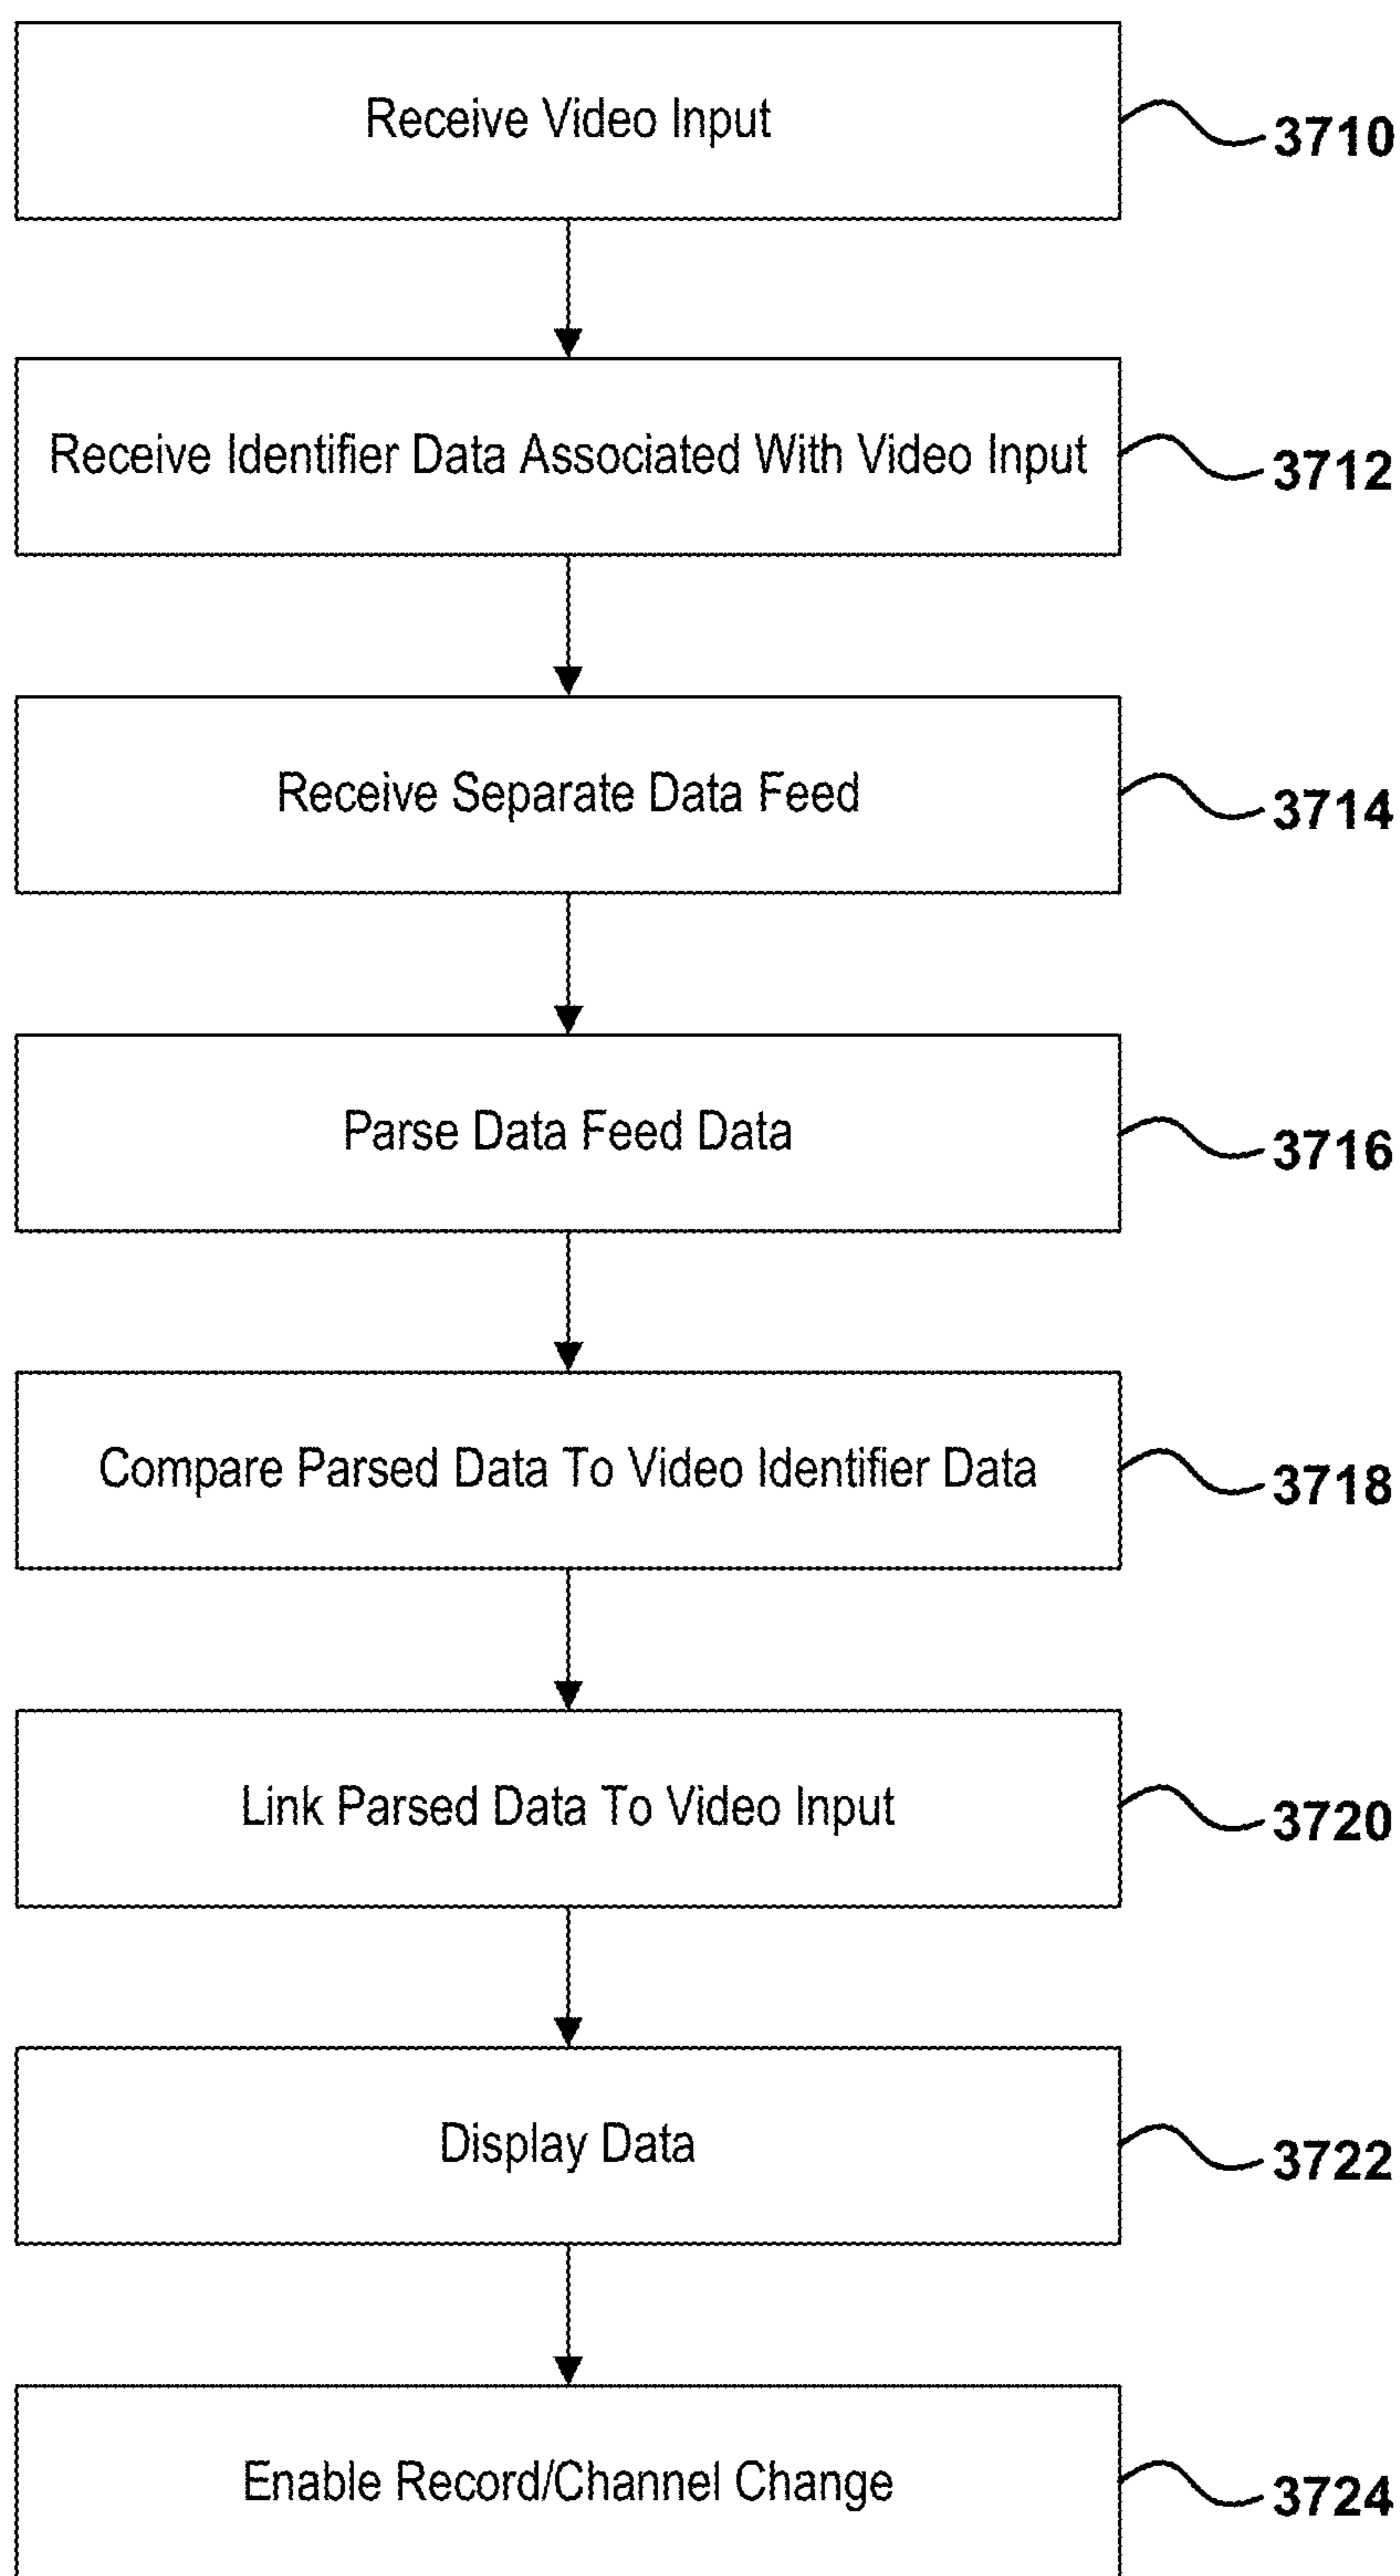 Receive Video Input
3710
Receive Identifier Data Associated With Video Input
3712
Receive Separate Data Feed
3714
Parse Data Feed Data
3716
Compare Parsed Data To Video Identifier Data
3718
Link Parsed Data To Video Input
3720
Display Data
3722
Enable Record/Channel Change
3724